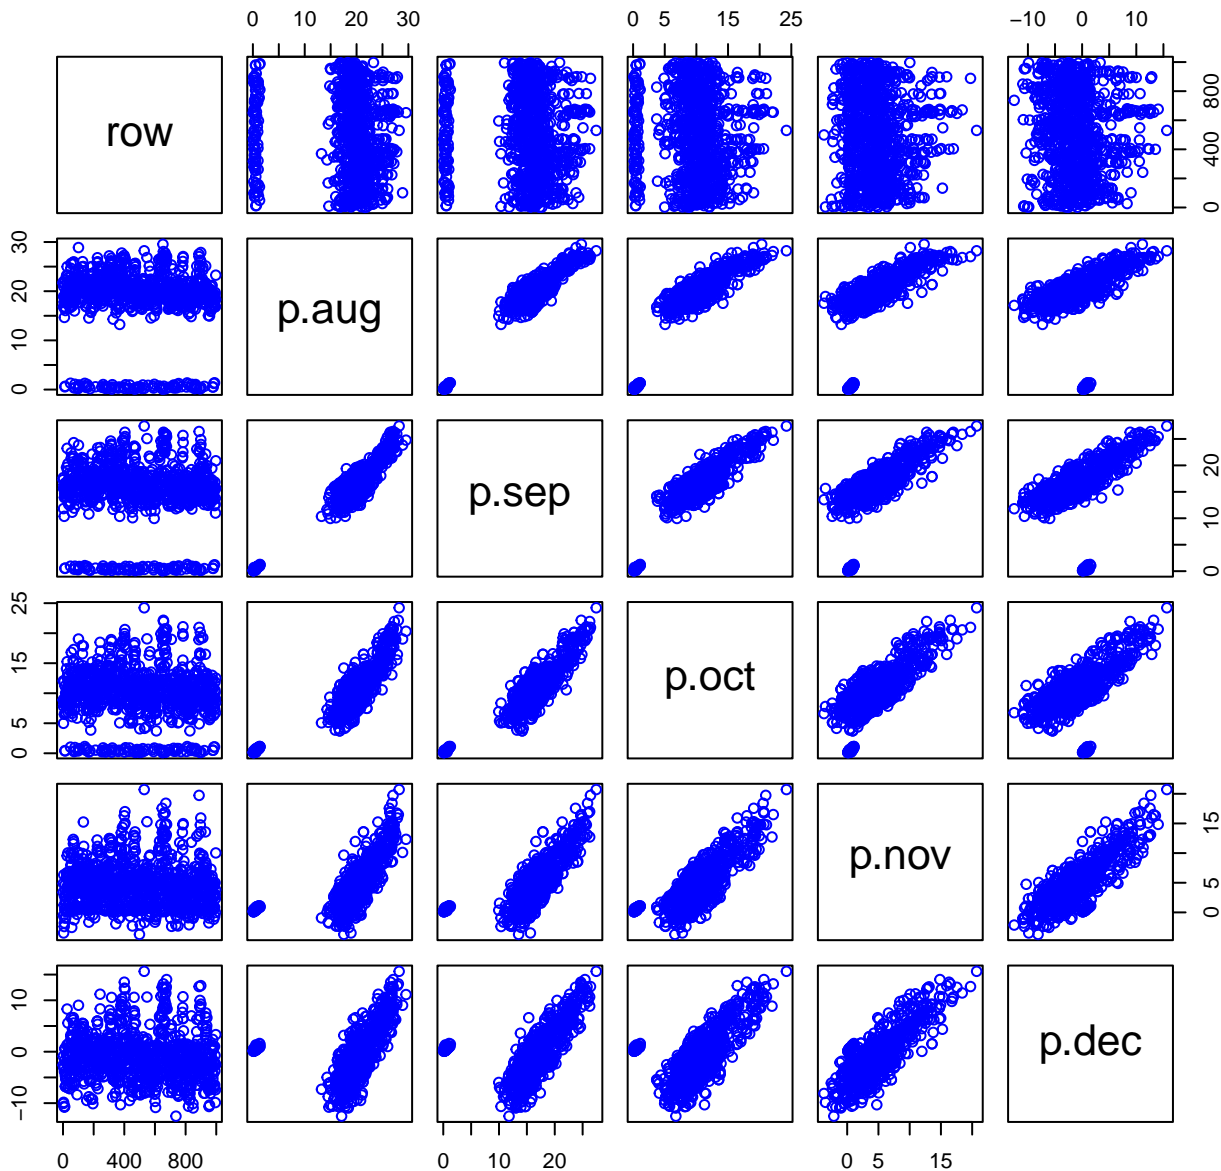 0 10 30 0 5 15 25 −10 0 10
row 0 400 800
0 10 20 30 p.aug
p.sep 0 10 20
0 5 15 25 p.oct
p.nov 0 5 15
−10 0 10 p.dec
0 400 800 0 10 20 0 5 15